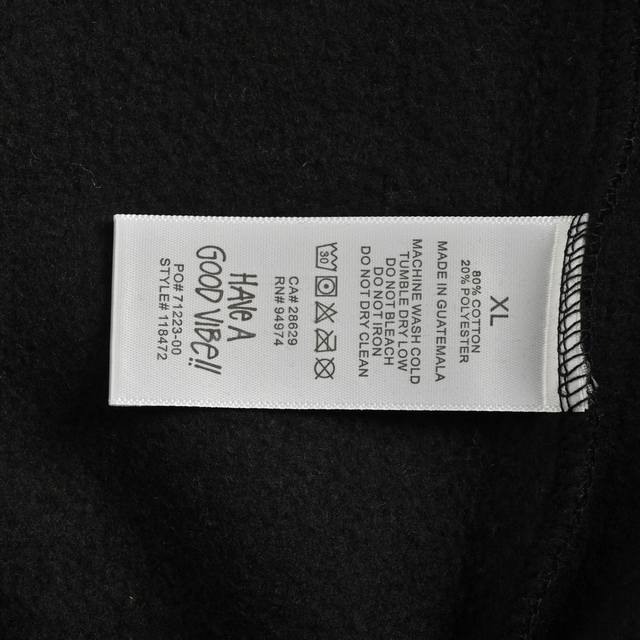 XL
80% COTTON
20% POLYESTER
MADE IN GUATEMALA
MACHINE WASH COLD
TUMBLE DRY LOW
DO NOT BLEACH
DO NOT IRON
DO NOT DRY CLEAN
30
CA# 28629
RN# 94974
HAVE A
GOOD VIBE!!
PO# 71223-00
STYLE# 118472